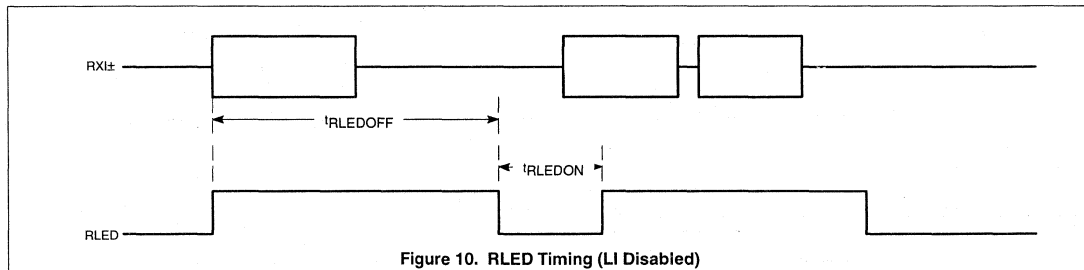 RXI±
tRLEDOFF
tRLEDON
RLED
Figure 10. RLED Timing (LI Disabled)